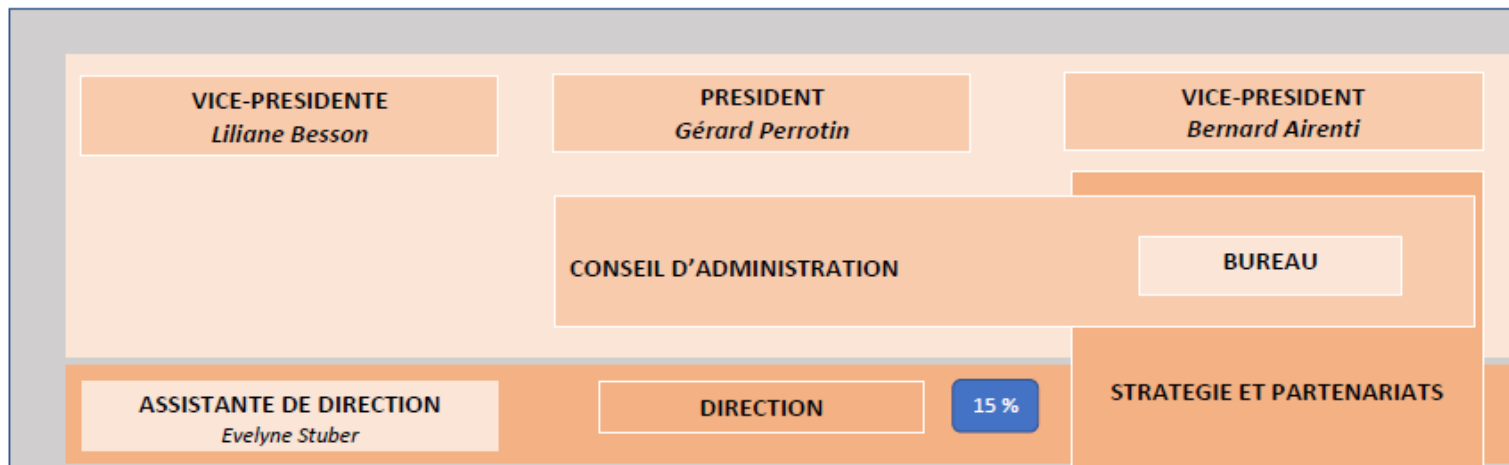 VICE-PRESIDENTE
Liliane Besson
PRESIDENT
Gérard Perrotin
VICE-PRESIDENT
Bernard Airenti
CONSEIL D’ADMINISTRATION
BUREAU
ASSISTANTE DE DIRECTION
Evelyne Stuber
DIRECTION
15 %
STRATEGIE ET PARTENARIATS